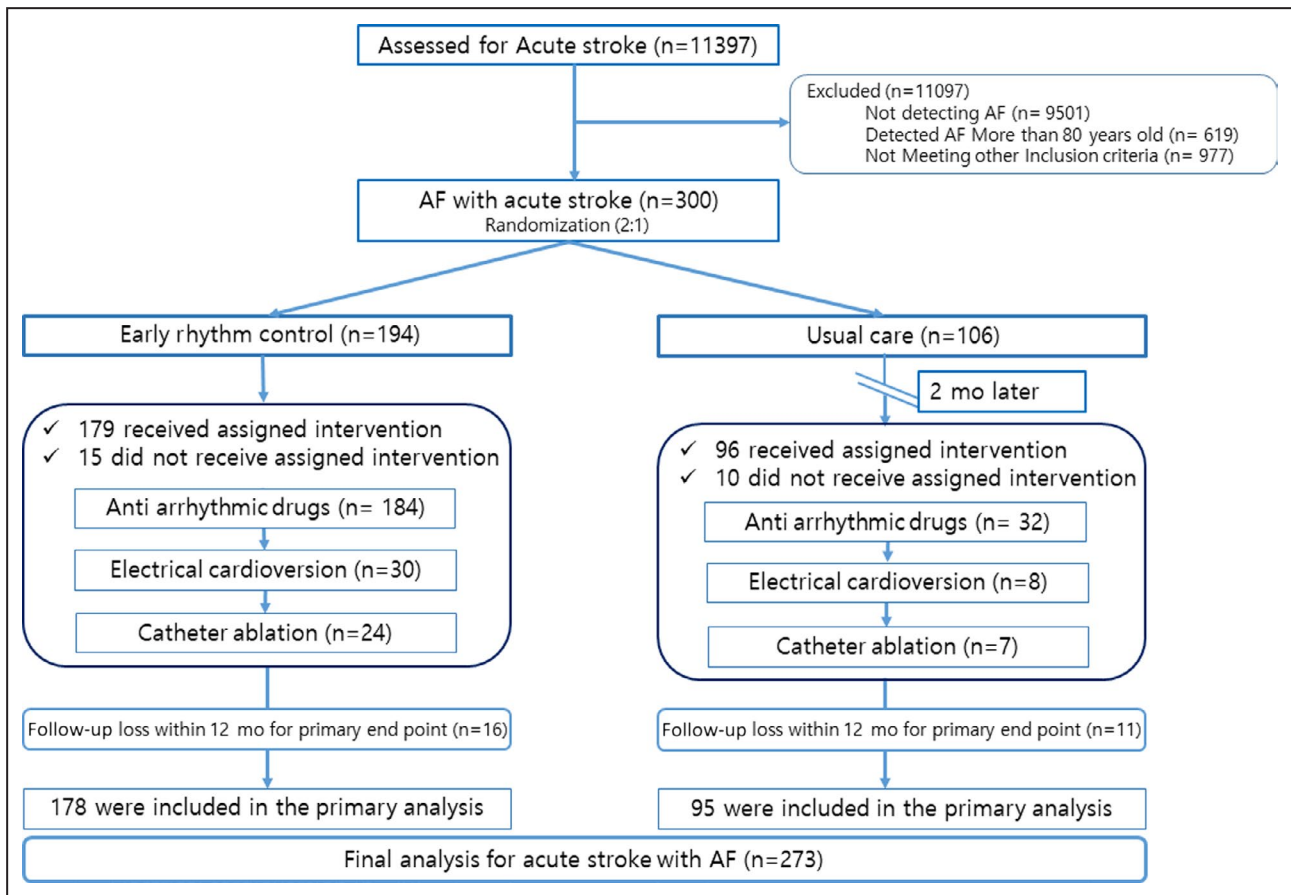 Assessed for Acute stroke (n=11397)
Excluded (n=11097)
Not detecting AF (n= 9501)
Detected AF More than 80 years old (n= 619)
Not Meeting other Inclusion criteria (n= 977)
AF with acute stroke (n=300)
Randomization (2:1)
Early rhythm control (n=194)
✓ 179 received assigned intervention
✓ 15 did not receive assigned intervention
Anti arrhythmic drugs (n= 184)
Electrical cardioversion (n=30)
Catheter ablation (n=24)
Follow-up loss within 12 mo for primary end point (n=16)
178 were included in the primary analysis
Usual care (n=106)
2 mo later
✓ 96 received assigned intervention
✓ 10 did not receive assigned intervention
Anti arrhythmic drugs (n= 32)
Electrical cardioversion (n=8)
Catheter ablation (n=7)
Follow-up loss within 12 mo for primary end point (n=11)
95 were included in the primary analysis
Final analysis for acute stroke with AF (n=273)